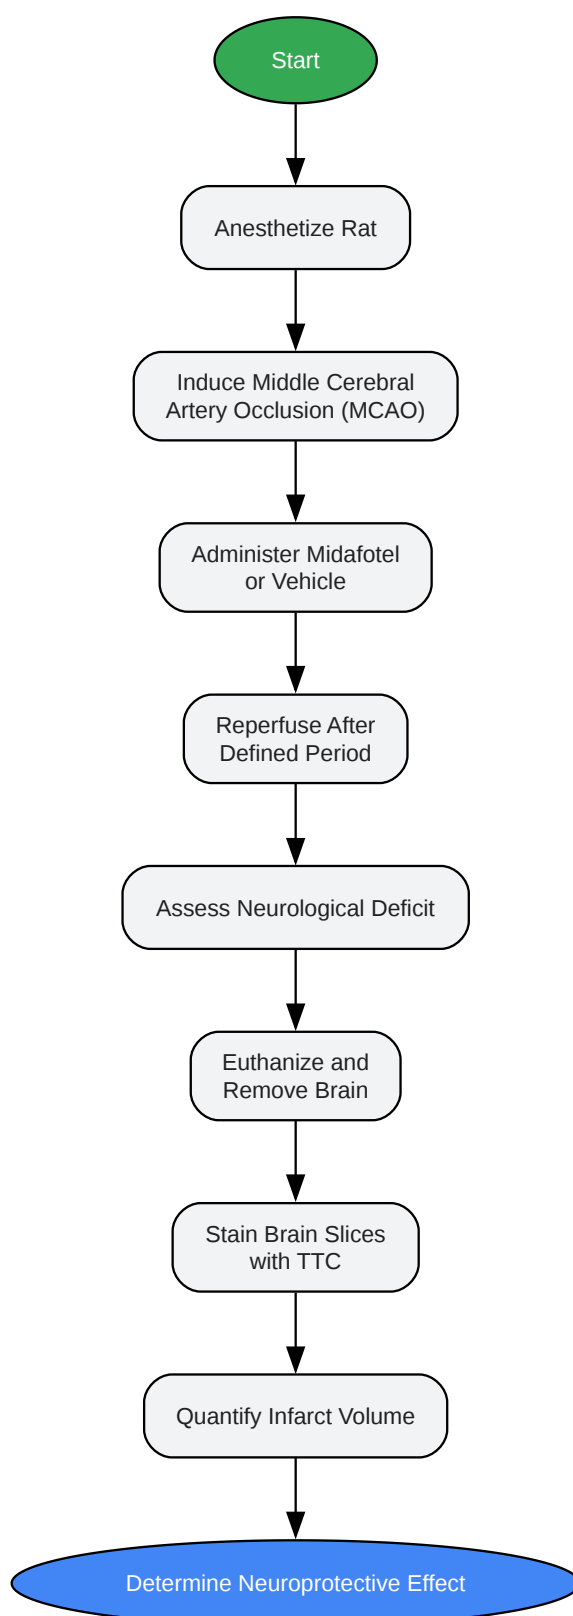 Start
Anesthetize Rat
Induce Middle Cerebral
Artery Occlusion (MCAO)
Administer Midafotel
or Vehicle
Reperfuse After
Defined Period
Assess Neurological Deficit
Euthanize and
Remove Brain
Stain Brain Slices
with TTC
Quantify Infarct Volume
Determine Neuroprotective Effect